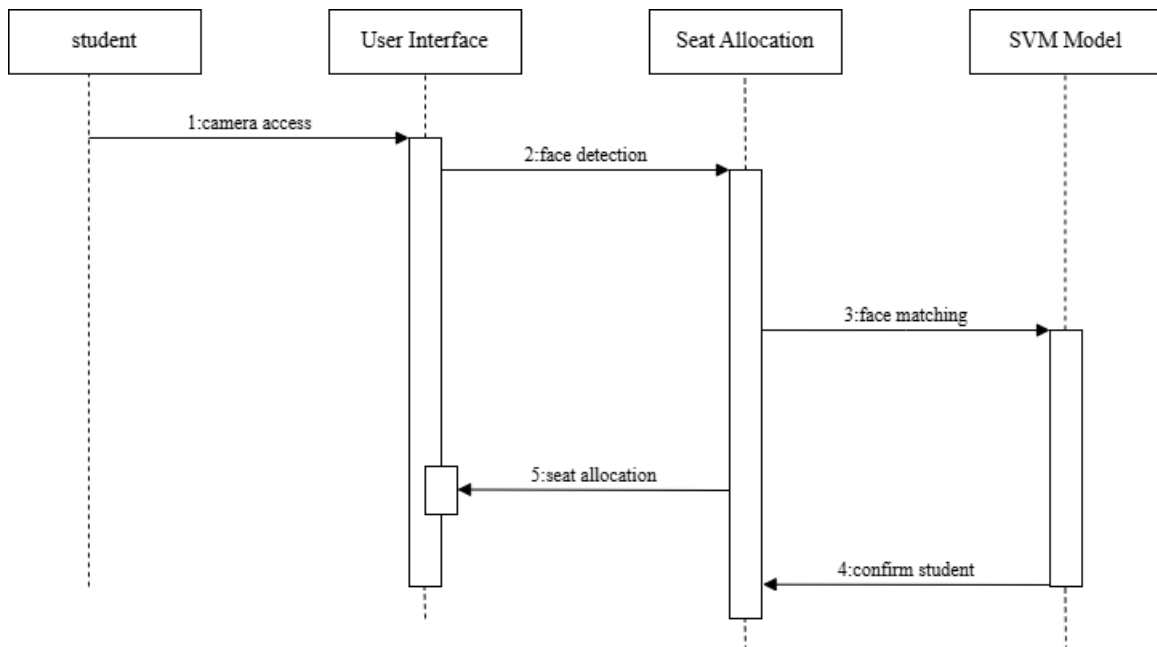 student
User Interface
Seat Allocation
SVM Model
1:camera access
2:face detection
3:face matching
5:seat allocation
4:confirm student